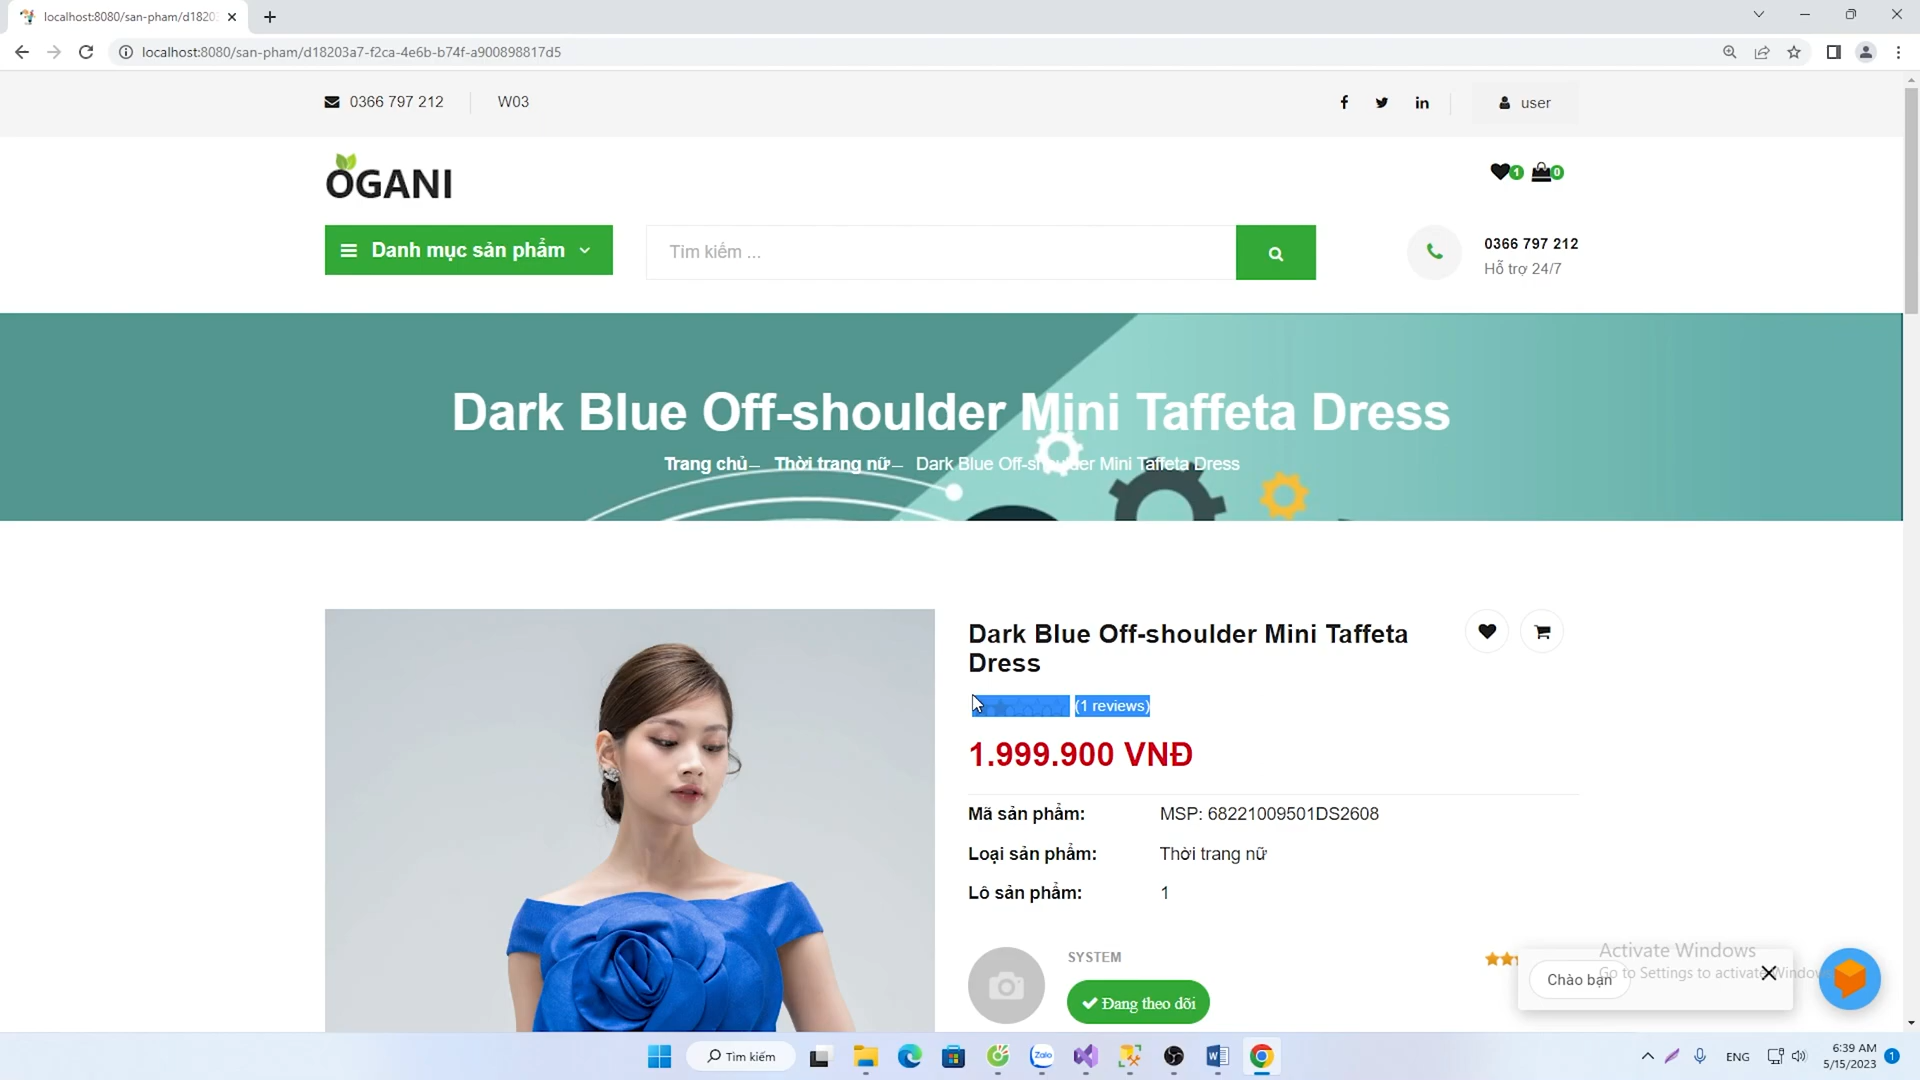 localhost:8080/san-pham/d18203
localhost:8080/san-pham/d18203a7-f2ca-4e6b-b74f-a900898817d5
0366 797 212
W03
user
OGANI
1
0
Danh mục sản phẩm
Tìm kiếm ...
0366 797 212
Hỗ trợ 24/7
Dark Blue Off-shoulder Mini Taffeta Dress
Trang chủ– Thời trang nữ– Dark Blue Off-shoulder Mini Taffeta Dress
Dark Blue Off-shoulder Mini Taffeta
Dress
(1 reviews)
1.999.900 VNĐ
Mã sản phẩm: MSP: 68221009501DS2608
Loại sản phẩm: Thời trang nữ
Lô sản phẩm: 1
SYSTEM
Đang theo dõi
Activate Windows
Go to Settings to activate Windows
Chào bạn
Tìm kiếm
Zalo
ENG
6:39 AM
5/15/2023
1